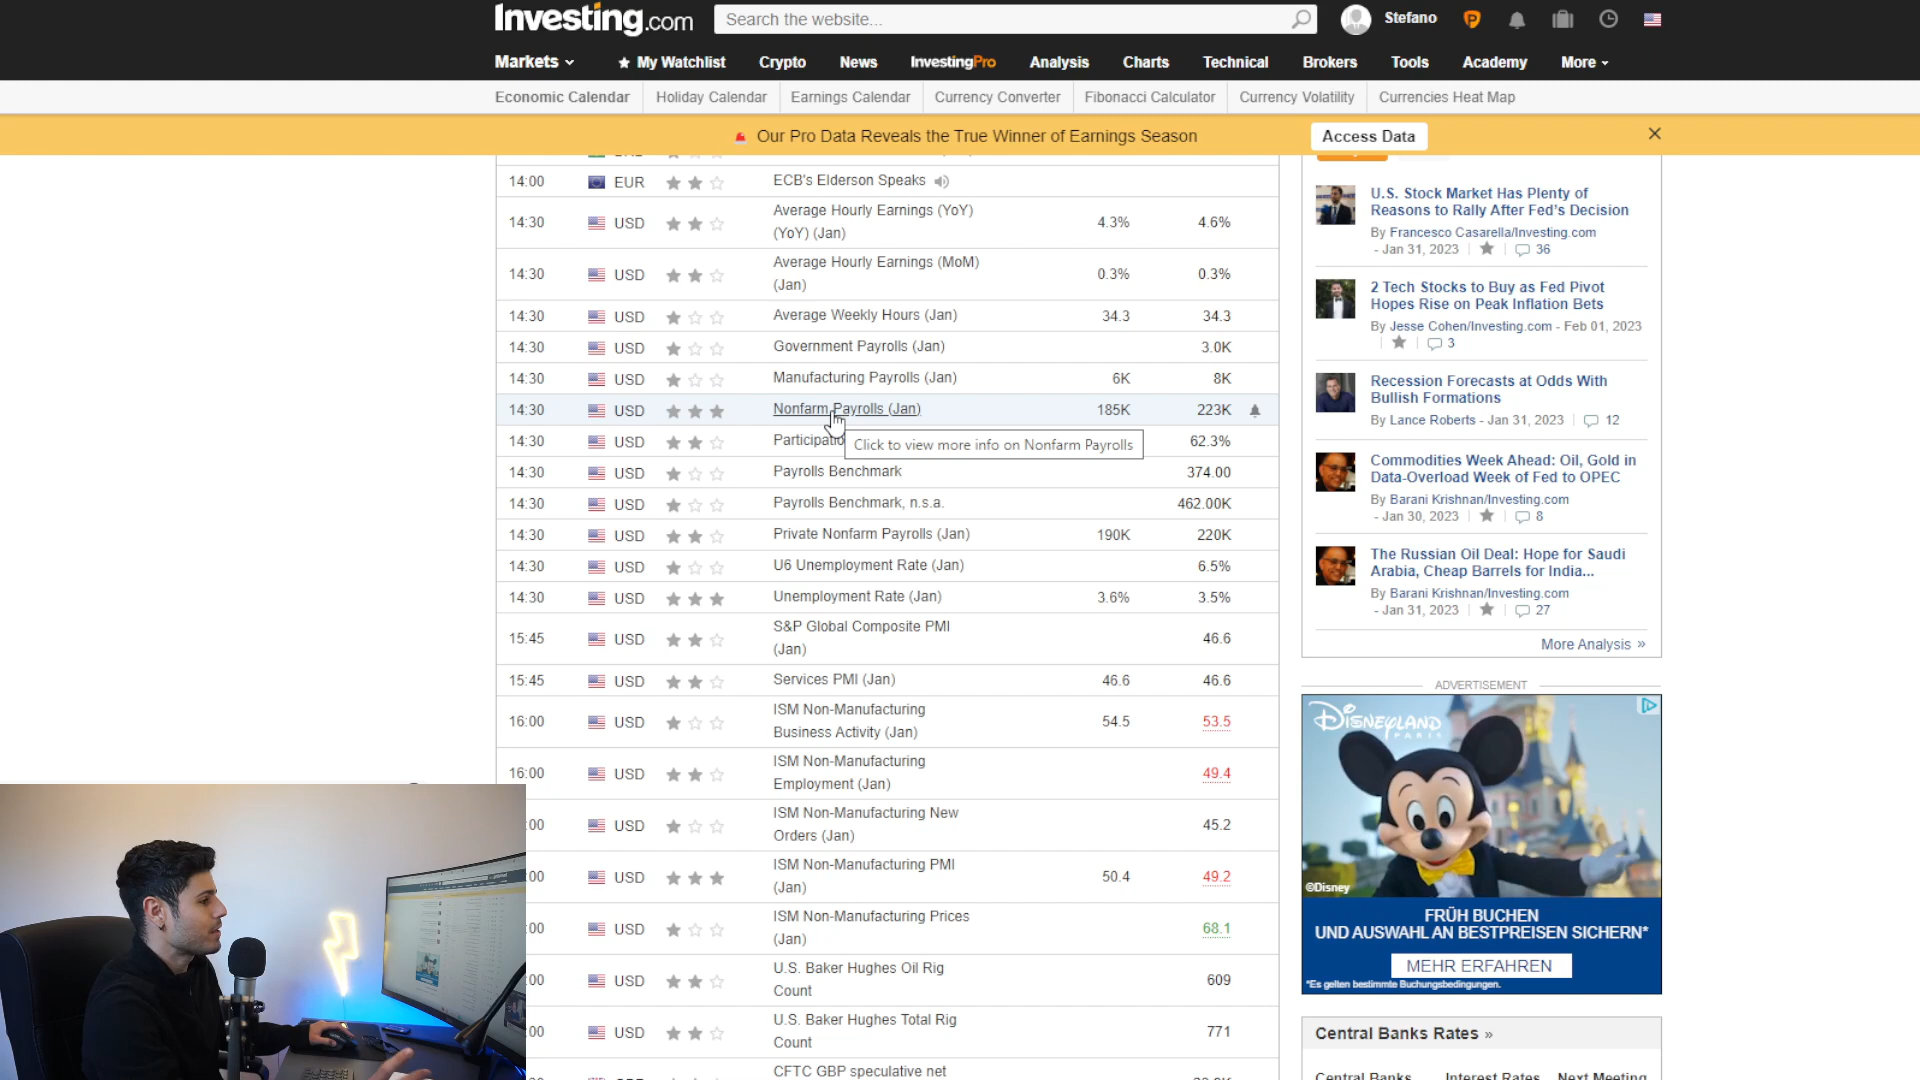 Investing.com
Search the website...
Stefano
Markets
My Watchlist
Crypto
News
InvestingPro
Analysis
Charts
Technical
Brokers
Tools
Academy
More
Economic Calendar
Holiday Calendar
Earnings Calendar
Currency Converter
Fibonacci Calculator
Currency Volatility
Currencies Heat Map
Our Pro Data Reveals the True Winner of Earnings Season
Access Data
14:00 EUR ECB's Elderson Speaks
14:30 USD Average Hourly Earnings (YoY) 4.3% 4.6%
(YoY) (Jan)
14:30 USD Average Hourly Earnings (MoM) 0.3% 0.3%
(Jan)
14:30 USD Average Weekly Hours (Jan) 34.3 34.3
14:30 USD Government Payrolls (Jan) 3.0K
14:30 USD Manufacturing Payrolls (Jan) 6K 8K
14:30 USD Nonfarm Payrolls (Jan) 185K 223K
14:30 USD 62.3%
Click to view more info on Nonfarm Payrolls
14:30 USD Payrolls Benchmark 374.00
14:30 USD Payrolls Benchmark, n.s.a. 462.00K
14:30 USD Private Nonfarm Payrolls (Jan) 190K 220K
14:30 USD U6 Unemployment Rate (Jan) 6.5%
14:30 USD Unemployment Rate (Jan) 3.6% 3.5%
15:45 USD S&P Global Composite PMI 46.6
(Jan)
15:45 USD Services PMI (Jan) 46.6 46.6
16:00 USD ISM Non-Manufacturing 54.5 53.5
Business Activity (Jan)
16:00 USD ISM Non-Manufacturing 49.4
Employment (Jan)
:00 USD ISM Non-Manufacturing New 45.2
Orders (Jan)
00 USD ISM Non-Manufacturing PMI 50.4 49.2
(Jan)
:00 USD ISM Non-Manufacturing Prices 68.1
(Jan)
:00 USD U.S. Baker Hughes Oil Rig 609
Count
00 USD U.S. Baker Hughes Total Rig 771
Count
CFTC GBP speculative net
U.S. Stock Market Has Plenty of
Reasons to Rally After Fed's Decision
By Francesco Casarella/Investing.com
- Jan 31, 2023 36
2 Tech Stocks to Buy as Fed Pivot
Hopes Rise on Peak Inflation Bets
By Jesse Cohen/Investing.com - Feb 01, 2023
3
Recession Forecasts at Odds With
Bullish Formations
By Lance Roberts - Jan 31, 2023 12
Commodities Week Ahead: Oil, Gold in
Data-Overload Week of Fed to OPEC
By Barani Krishnan/Investing.com
- Jan 30, 2023 8
The Russian Oil Deal: Hope for Saudi
Arabia, Cheap Barrels for India...
By Barani Krishnan/Investing.com
- Jan 31, 2023 27
More Analysis »
ADVERTISEMENT
DISNEYLAND
PARIS
©Disney
FRÜH BUCHEN
UND AUSWAHL AN BESTPREISEN SICHERN*
MEHR ERFAHREN
*Es gelten bestimmte Buchungsbedingungen.
Central Banks Rates »
Central Banks Interest Rates Next Meeting